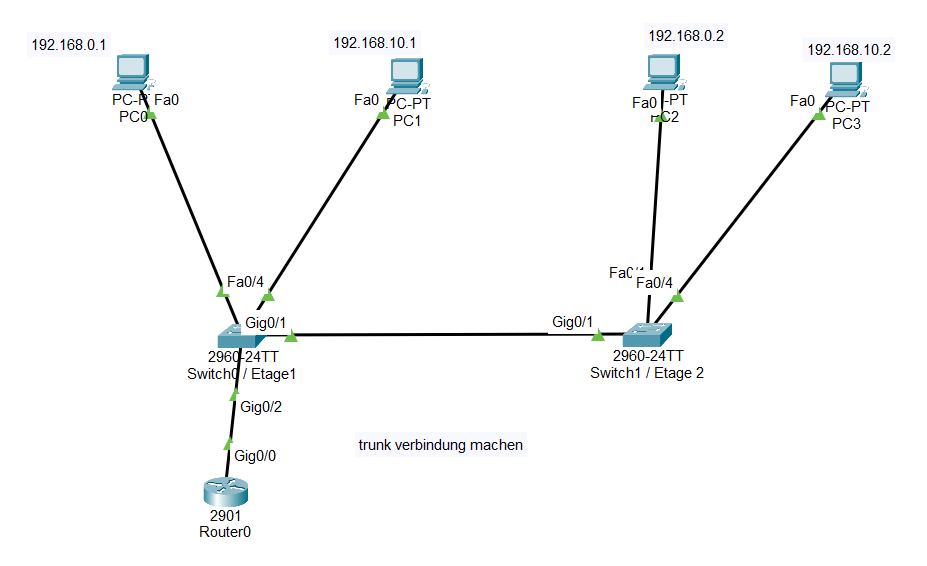 192.168.0.1
192.168.10.1
192.168.0.2
192.168.10.2
Fa0
PC0
Fa0
PC-PT
PC1
Fa0
-PT
Fa0
PC-PT
PC3
Fa0/4
Gig0/1
Gig0/1
Fa0/4
2960-24TT
Switch0 / Etage1
2960-24TT
Switch1 / Etage 2
Gig0/2
trunk verbindung machen
Gig0/0
2901
Router0